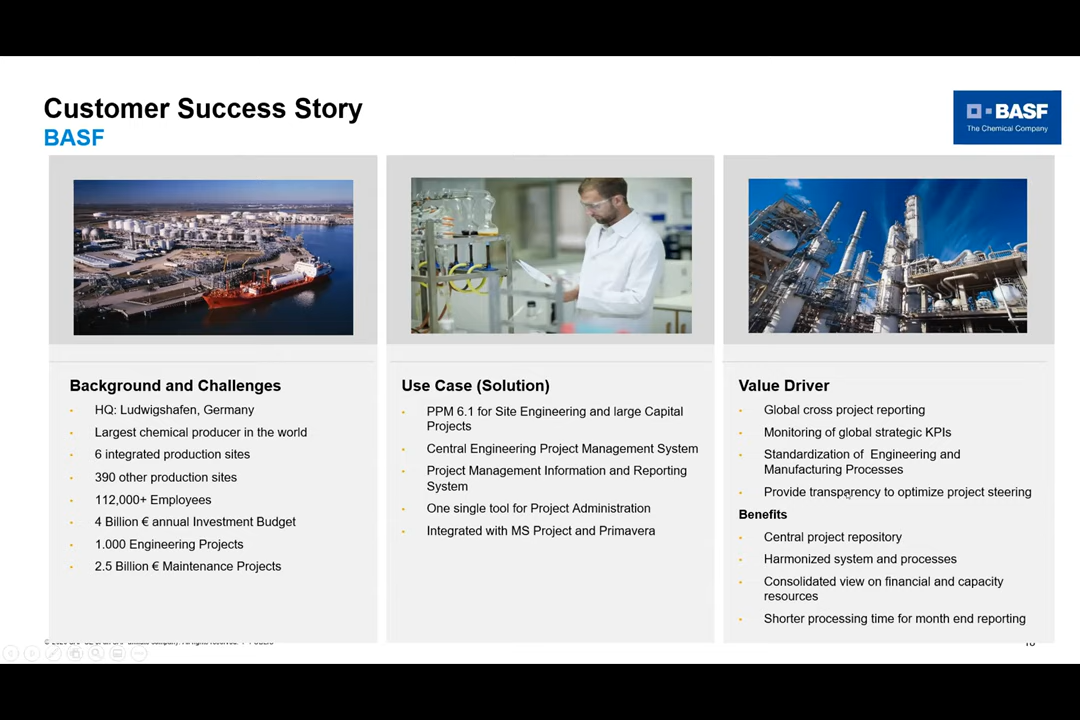 Customer Success Story
BASF
BASF
The Chemical Company
Background and Challenges
HQ: Ludwigshafen, Germany
Largest chemical producer in the world
6 integrated production sites
390 other production sites
112,000+ Employees
4 Billion € annual Investment Budget
1.000 Engineering Projects
2.5 Billion € Maintenance Projects
Use Case (Solution)
PPM 6.1 for Site Engineering and large Capital
Projects
Central Engineering Project Management System
Project Management Information and Reporting
System
One single tool for Project Administration
Integrated with MS Project and Primavera
Value Driver
Global cross project reporting
Monitoring of global strategic KPIs
Standardization of Engineering and
Manufacturing Processes
Provide transparency to optimize project steering
Benefits
Central project repository
Harmonized system and processes
Consolidated view on financial and capacity
resources
Shorter processing time for month end reporting